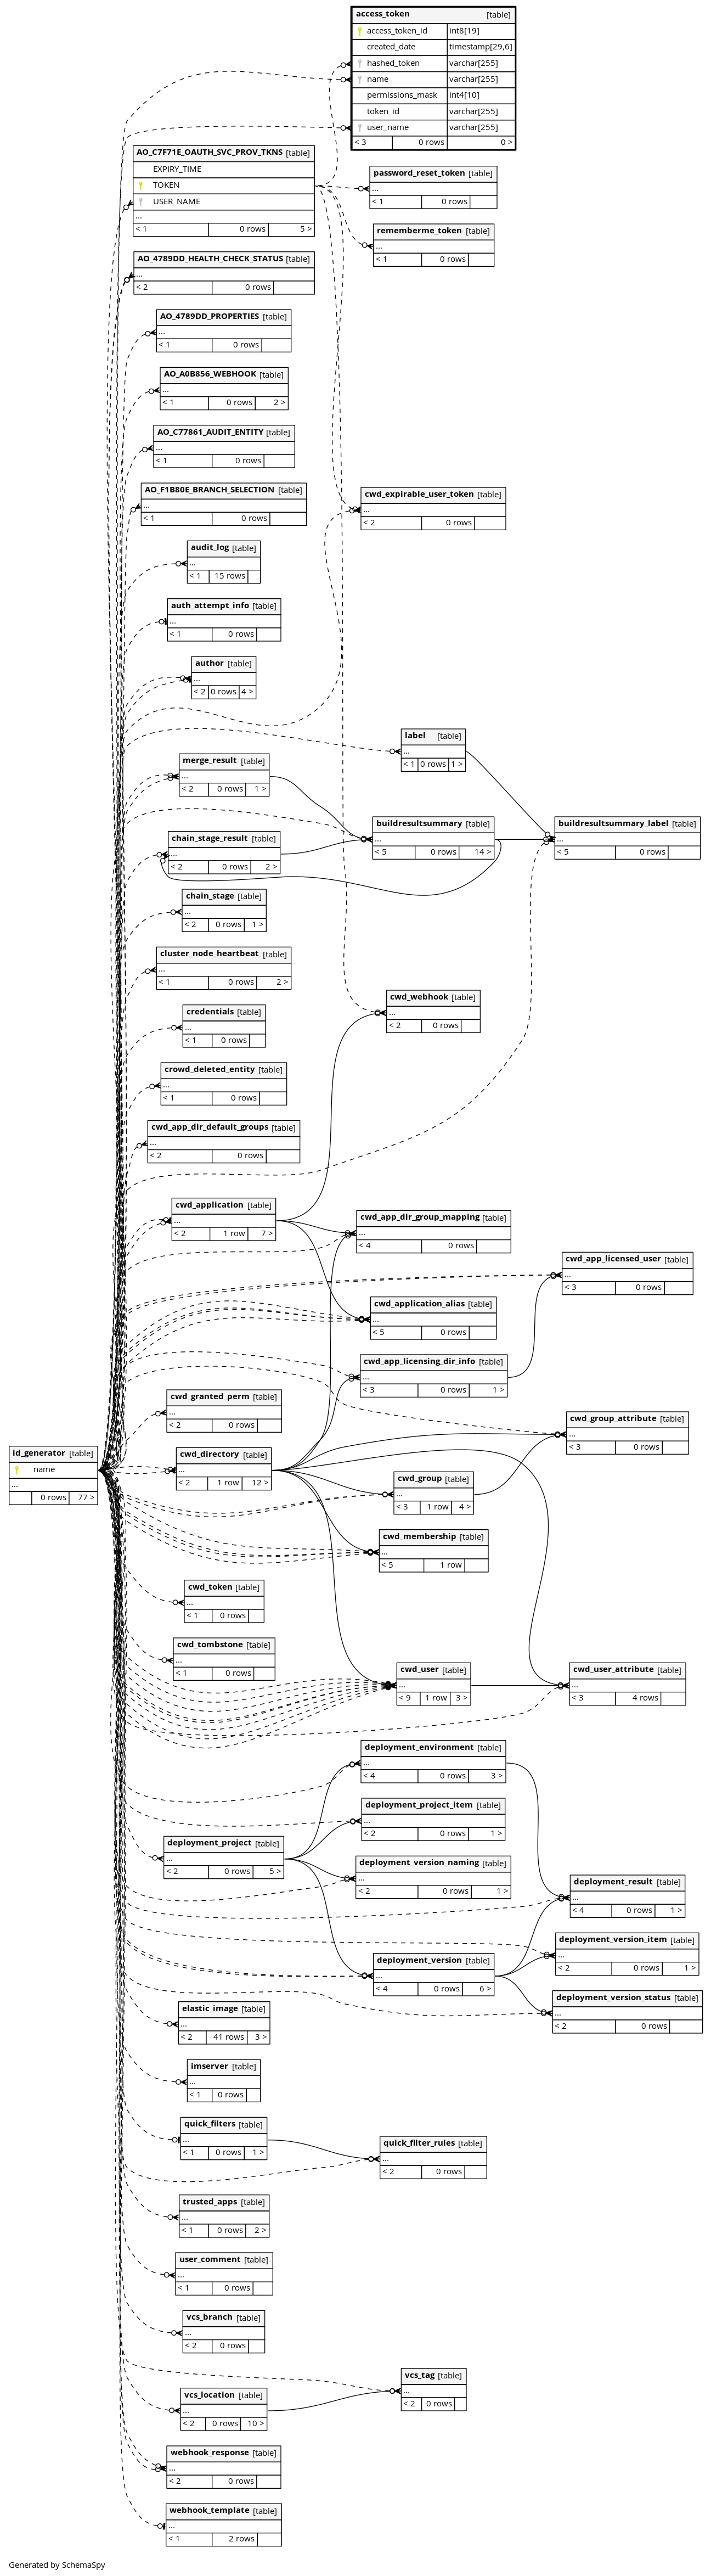 access_token [table]
access_token_id int8[19]
created_date timestamp[29,6]
hashed_token varchar[255]
name varchar[255]
permissions_mask int4[10]
token_id varchar[255]
user_name varchar[255]
< 3 0 rows 0 >
AO_C7F71E_OAUTH_SVC_PROV_TKNS [table]
EXPIRY_TIME
TOKEN
USER_NAME
...
< 1 0 rows 5 >
password_reset_token [table]
...
< 1 0 rows
rememberme_token [table]
...
< 1 0 rows
AO_4789DD_HEALTH_CHECK_STATUS [table]
...
< 2 0 rows
AO_4789DD_PROPERTIES [table]
...
< 1 0 rows
AO_A0B856_WEBHOOK [table]
...
< 1 0 rows 2 >
AO_C77861_AUDIT_ENTITY [table]
...
< 1 0 rows
AO_F1B80E_BRANCH_SELECTION [table]
...
< 1 0 rows
cwd_expirable_user_token [table]
...
< 2 0 rows
audit_log [table]
...
< 1 15 rows
auth_attempt_info [table]
...
< 1 0 rows
author [table]
...
< 2 0 rows 4 >
label [table]
...
< 1 0 rows 1 >
merge_result [table]
...
< 2 0 rows 1 >
buildresultsummary [table]
...
< 5 0 rows 14 >
buildresultsummary_label [table]
...
< 5 0 rows
chain_stage_result [table]
...
< 2 0 rows 2 >
chain_stage [table]
...
< 2 0 rows 1 >
cluster_node_heartbeat [table]
...
< 1 0 rows 2 >
cwd_webhook [table]
...
< 2 0 rows
credentials [table]
...
< 1 0 rows
crowd_deleted_entity [table]
...
< 1 0 rows
cwd_app_dir_default_groups [table]
...
< 2 0 rows
cwd_application [table]
...
< 2 1 row 7 >
cwd_app_dir_group_mapping [table]
...
< 4 0 rows
cwd_app_licensed_user [table]
...
< 3 0 rows
cwd_application_alias [table]
...
< 5 0 rows
cwd_app_licensing_dir_info [table]
...
< 3 0 rows 1 >
cwd_granted_perm [table]
...
< 2 0 rows
cwd_group_attribute [table]
...
< 3 0 rows
id_generator [table]
name
...
0 rows 77 >
cwd_directory [table]
...
< 2 1 row 12 >
cwd_group [table]
...
< 3 1 row 4 >
cwd_membership [table]
...
< 5 1 row
cwd_token [table]
...
< 1 0 rows
cwd_tombstone [table]
...
< 1 0 rows
cwd_user [table]
...
< 9 1 row 3 >
cwd_user_attribute [table]
...
< 3 4 rows
deployment_environment [table]
...
< 4 0 rows 3 >
deployment_project_item [table]
...
< 2 0 rows 1 >
deployment_project [table]
...
< 2 0 rows 5 >
deployment_version_naming [table]
...
< 2 0 rows 1 >
deployment_result [table]
...
< 4 0 rows 1 >
deployment_version_item [table]
...
< 2 0 rows 1 >
deployment_version [table]
...
< 4 0 rows 6 >
deployment_version_status [table]
...
< 2 0 rows
elastic_image [table]
...
< 2 41 rows 3 >
imserver [table]
...
< 1 0 rows
quick_filters [table]
...
< 1 0 rows 1 >
quick_filter_rules [table]
...
< 2 0 rows
trusted_apps [table]
...
< 1 0 rows 2 >
user_comment [table]
...
< 1 0 rows
vcs_branch [table]
...
< 2 0 rows
vcs_tag [table]
...
< 2 0 rows
vcs_location [table]
...
< 2 0 rows 10 >
webhook_response [table]
...
< 2 0 rows
webhook_template [table]
...
< 1 2 rows
Generated by SchemaSpy